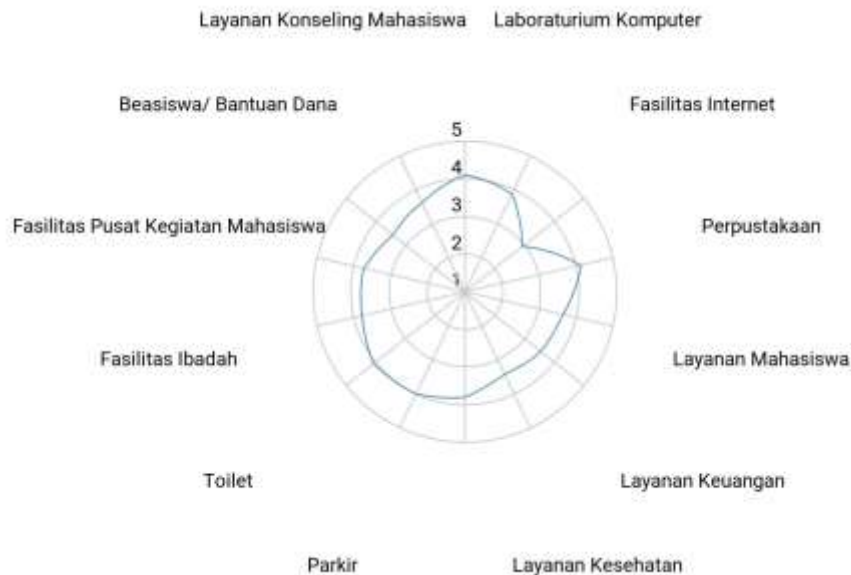 Layanan Konseling Mahasiswa
Laboraturium Komputer
Beasiswa/ Bantuan Dana
Fasilitas Internet
5
4
3
2
1
Fasilitas Pusat Kegiatan Mahasiswa
Perpustakaan
Fasilitas Ibadah
Layanan Mahasiswa
Toilet
Layanan Keuangan
Parkir
Layanan Kesehatan